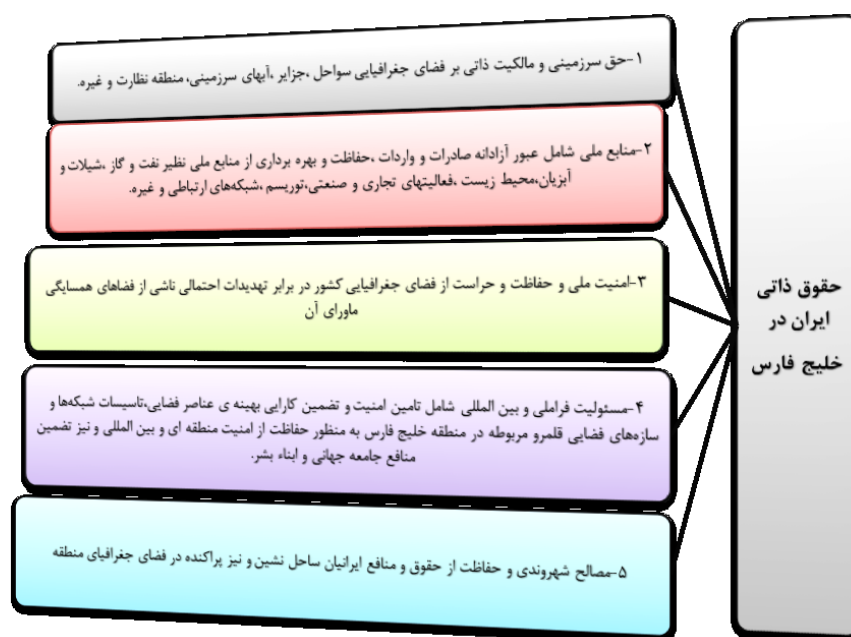 حقوق ذاتی
ایران در
خلیج فارس
۱-حق سرزمینی و مالکیت ذاتی بر فضای جغرافیایی سواحل ،جزایر ،آبهای سرزمینی، منطقه نظارت و غیره.
۲-منابع ملی شامل عبور آزادانه صادرات و واردات ،حفاظت و بهره برداری از منابع ملی نظیر نفت و گاز ،شیلات و
آبزیان،محیط زیست ،فعالیتهای تجاری و صنعتی،توریسم ،شبکه‌های ارتباطی و غیره.
۳-امنیت ملی و حفاظت و حراست از فضای جغرافیایی کشور در برابر تهدیدات احتمالی ناشی از فضاهای همسایگی
ماورای آن
۴-مسئولیت فراملی و بین المللی شامل تامین امنیت و تضمین کارایی بهینه ی عناصر فضایی،تاسیسات شبکه‌ها و
سازه‌های فضایی قلمرو مربوطه در منطقه خلیج فارس به منظور حفاظت از امنیت منطقه ای و بین المللی و نیز تضمین
منافع جامعه جهانی و ابناء بشر.
۵-مصالح شهروندی و حفاظت از حقوق و منافع ایرانیان ساحل نشین و نیز پراکنده در فضای جغرافیای منطقه